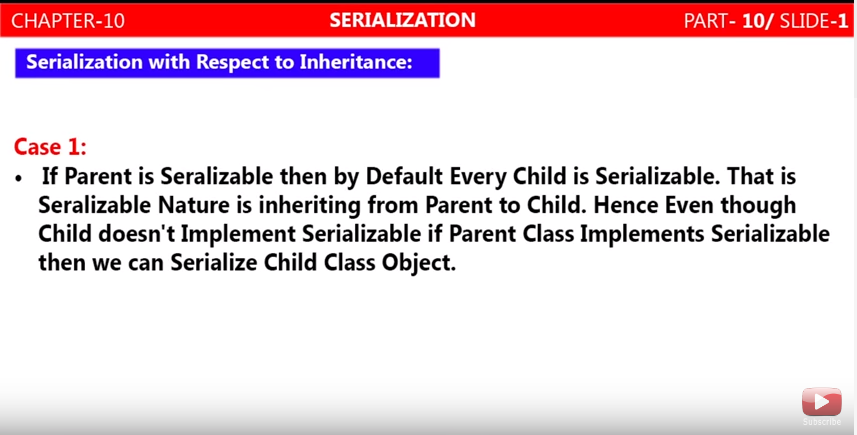 CHAPTER-10 SERIALIZATION PART- 10/ SLIDE-1
Serialization with Respect to Inheritance:
Case 1:
• If Parent is Seralizable then by Default Every Child is Serializable. That is
Seralizable Nature is inheriting from Parent to Child. Hence Even though
Child doesn't Implement Serializable if Parent Class Implements Serializable
then we can Serialize Child Class Object.
Subscribe